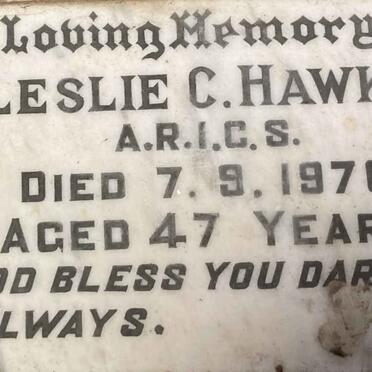 Loving Memory
LESLIE C. HAWK
A.R.I.C.S.
DIED 7. 9. 197
AGED 47 YEAR
OD BLESS YOU DAR
LWAYS.